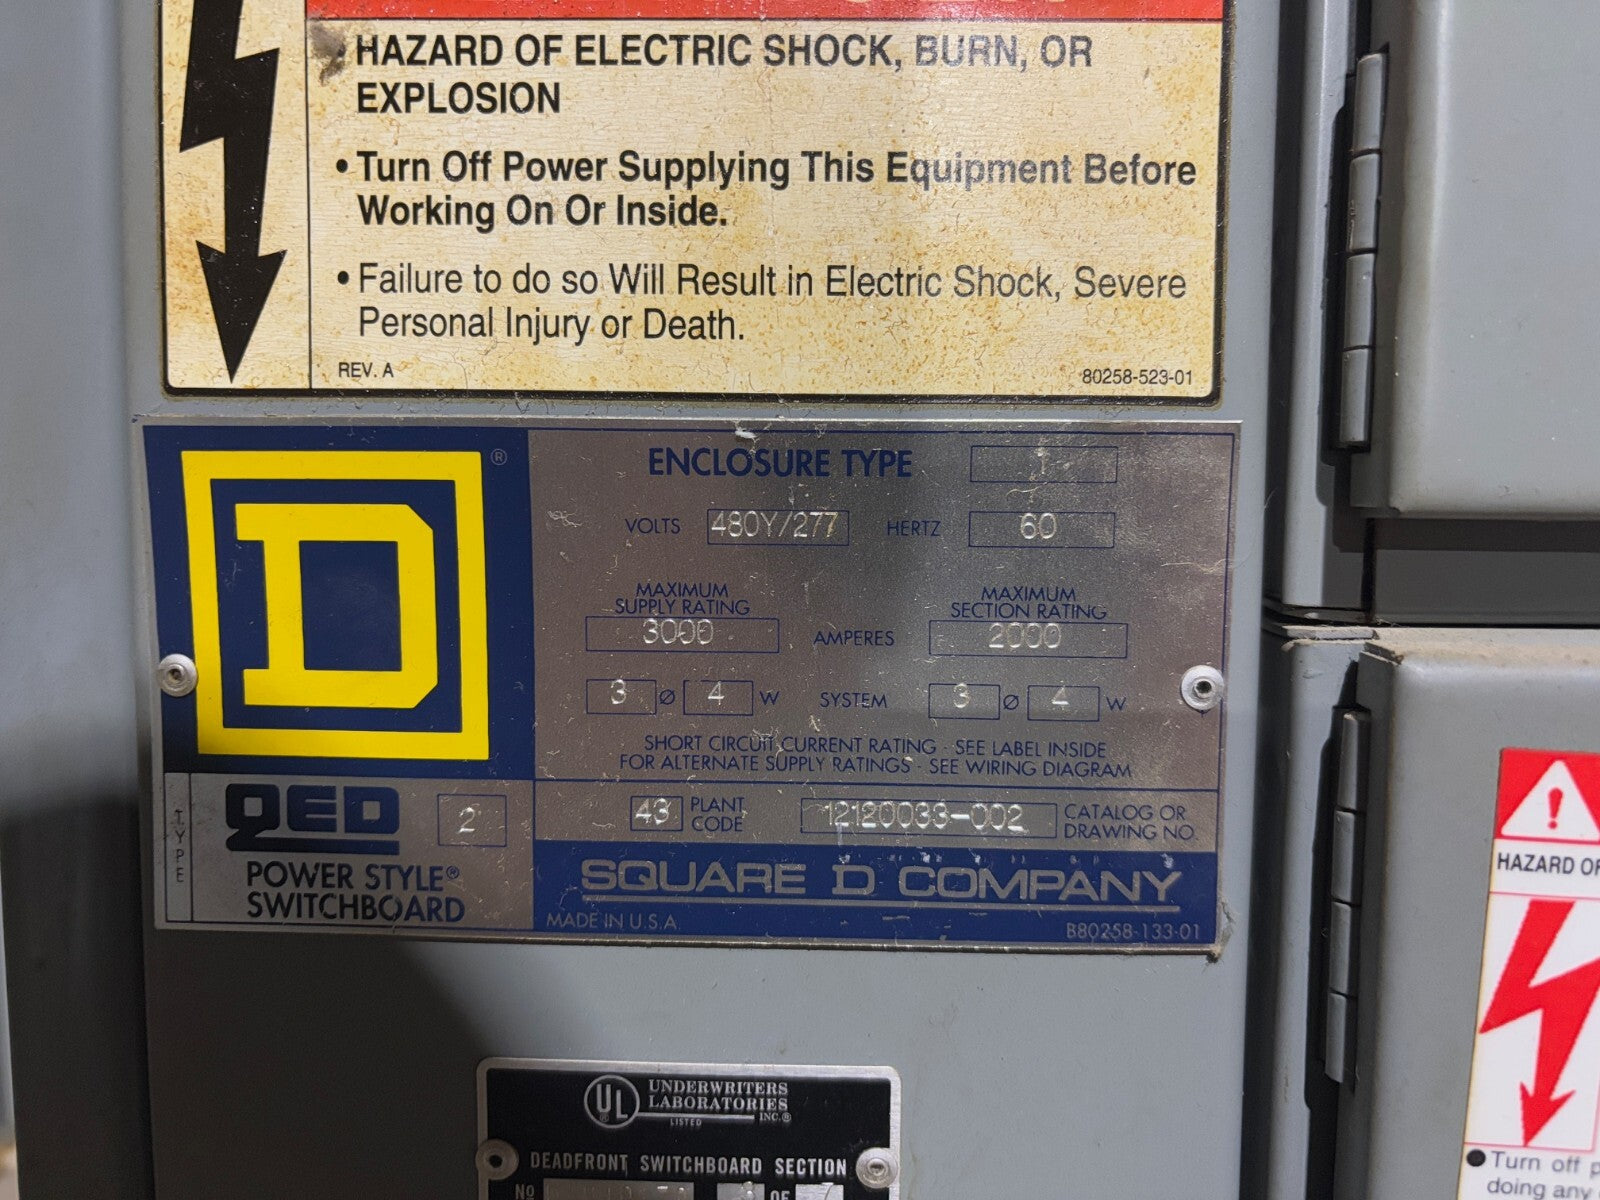 • HAZARD OF ELECTRIC SHOCK, BURN, OR
EXPLOSION
• Turn Off Power Supplying This Equipment Before
Working On Or Inside.
• Failure to do so Will Result in Electric Shock, Severe
Personal Injury or Death.
REV. A 80258-523-01
D ®
ENCLOSURE TYPE 1
VOLTS 480Y/277 HERTZ 60
MAXIMUM MAXIMUM
SUPPLY RATING SECTION RATING
3000 AMPERES 2000
3 Ø 4 W SYSTEM 3 Ø 4 W
SHORT CIRCUIT CURRENT RATING - SEE LABEL INSIDE
FOR ALTERNATE SUPPLY RATINGS - SEE WIRING DIAGRAM
TYPE
QED 2
POWER STYLE®
SWITCHBOARD
43 PLANT CODE 12120033-002 CATALOG OR DRAWING NO.
SQUARE D COMPANY
MADE IN U.S.A. B80258-133-01
UL UNDERWRITERS
LABORATORIES
INC.®
LISTED
DEADFRONT SWITCHBOARD SECTION
No OF
HAZARD OF
• Turn off p
doing any